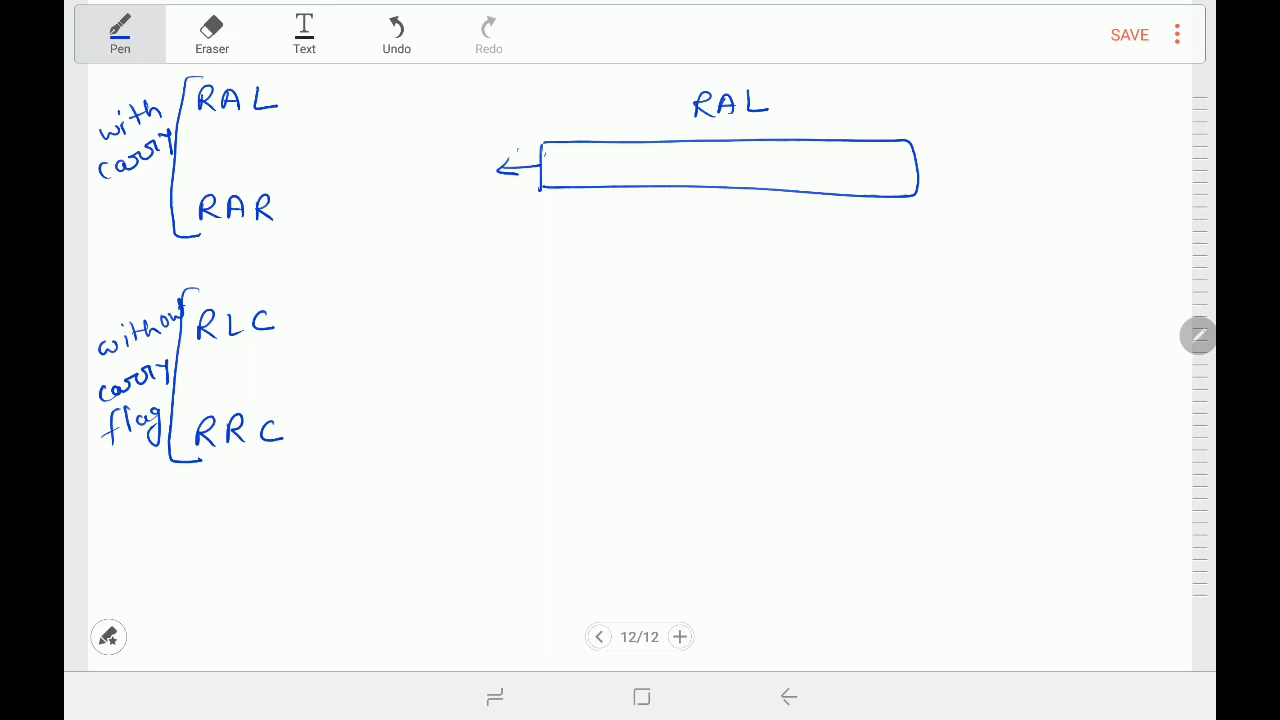 Pen
Eraser
Text
Undo
Redo
SAVE
with
carry
RAL
RAR
without
carry
flag
RLC
RRC
RAL
12/12